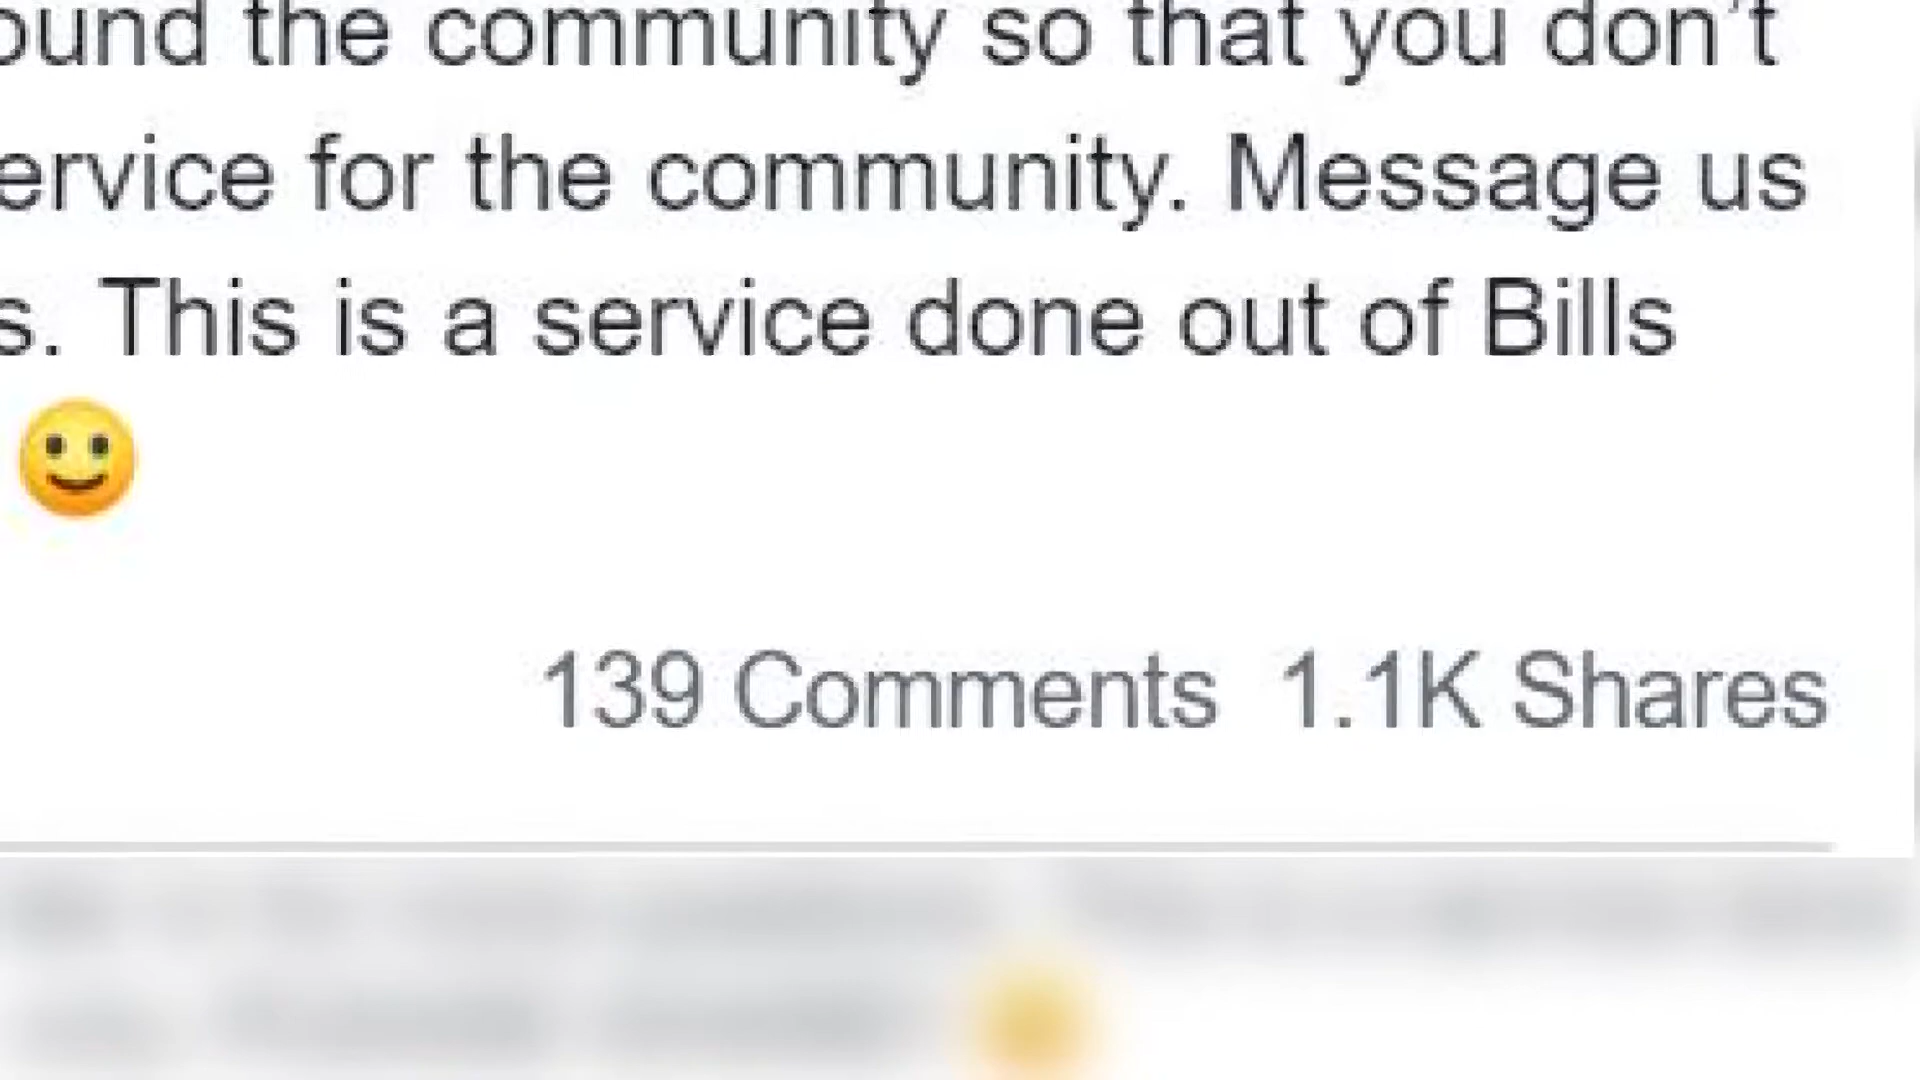 ound the community so that you don't
ervice for the community. Message us
s. This is a service done out of Bills
🙂
139 Comments 1.1K Shares